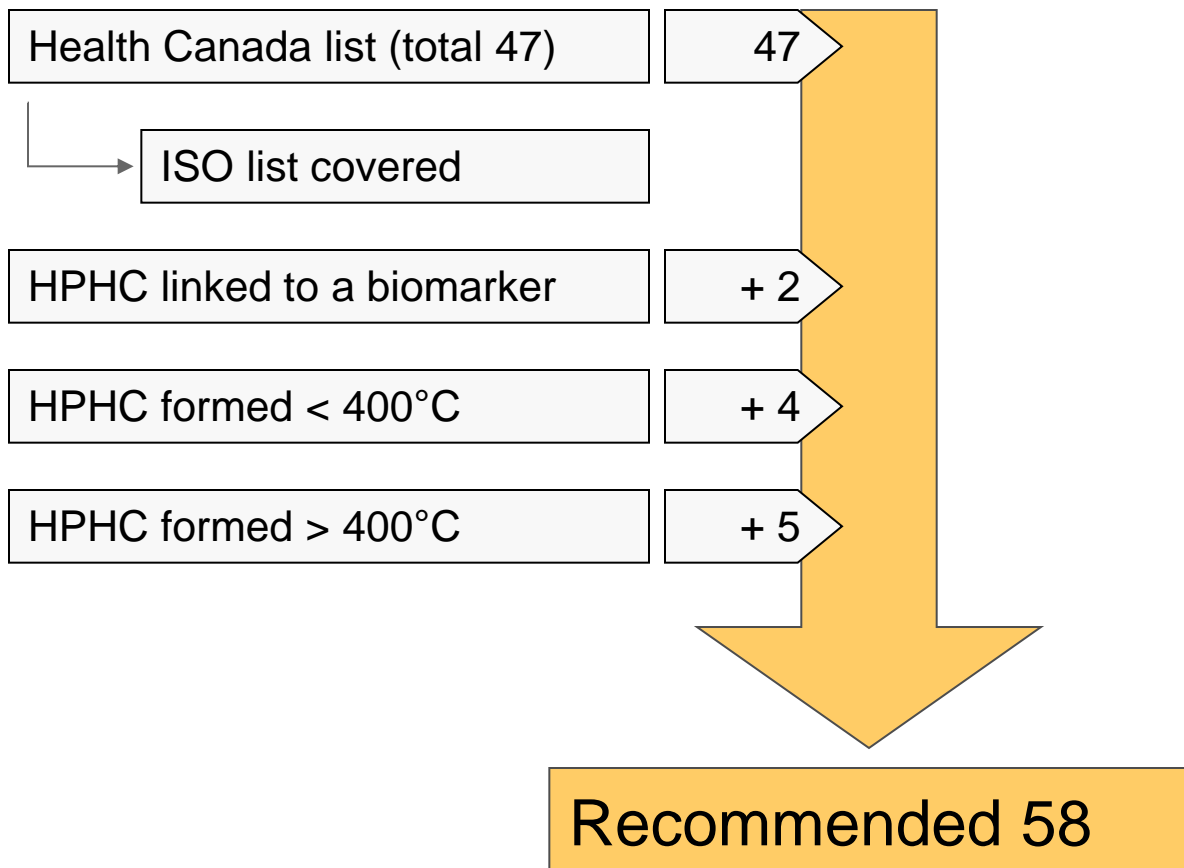 Health Canada list (total 47) 47
ISO list covered
HPHC linked to a biomarker + 2
HPHC formed < 400°C + 4
HPHC formed > 400°C + 5
Recommended 58